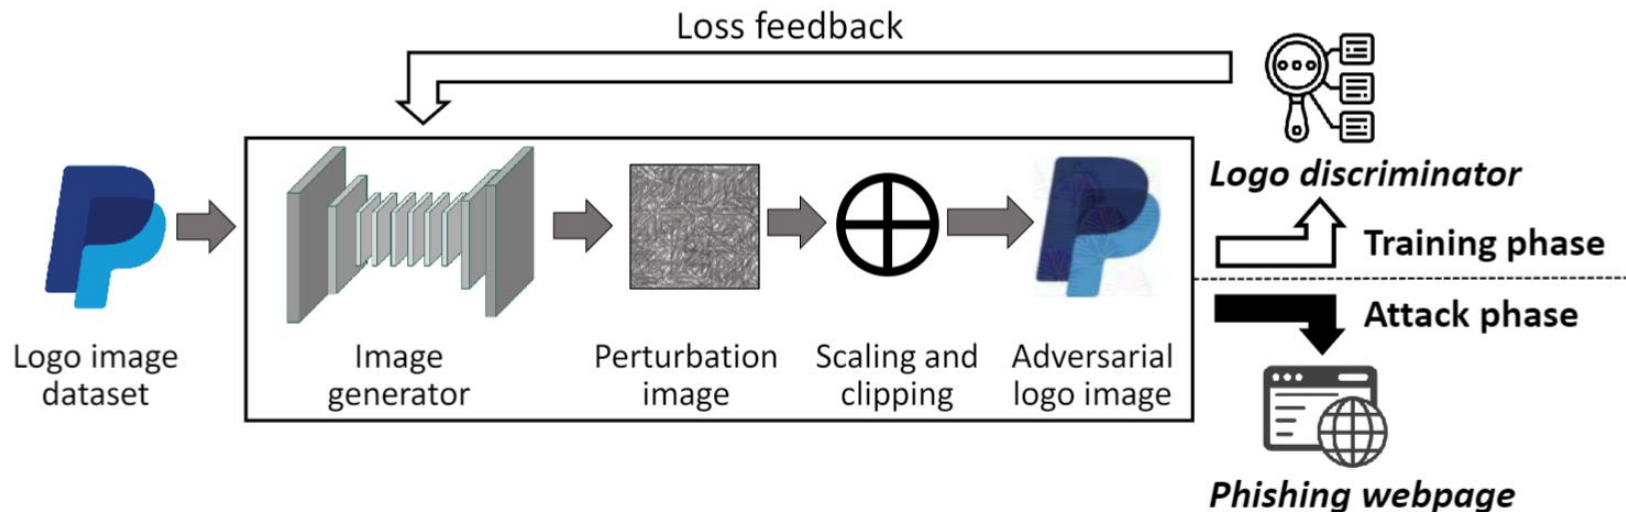 Loss feedback
Logo discriminator
Training phase
Attack phase
Logo image
dataset
Image
generator
Perturbation
image
Scaling and
clipping
Adversarial
logo image
Phishing webpage